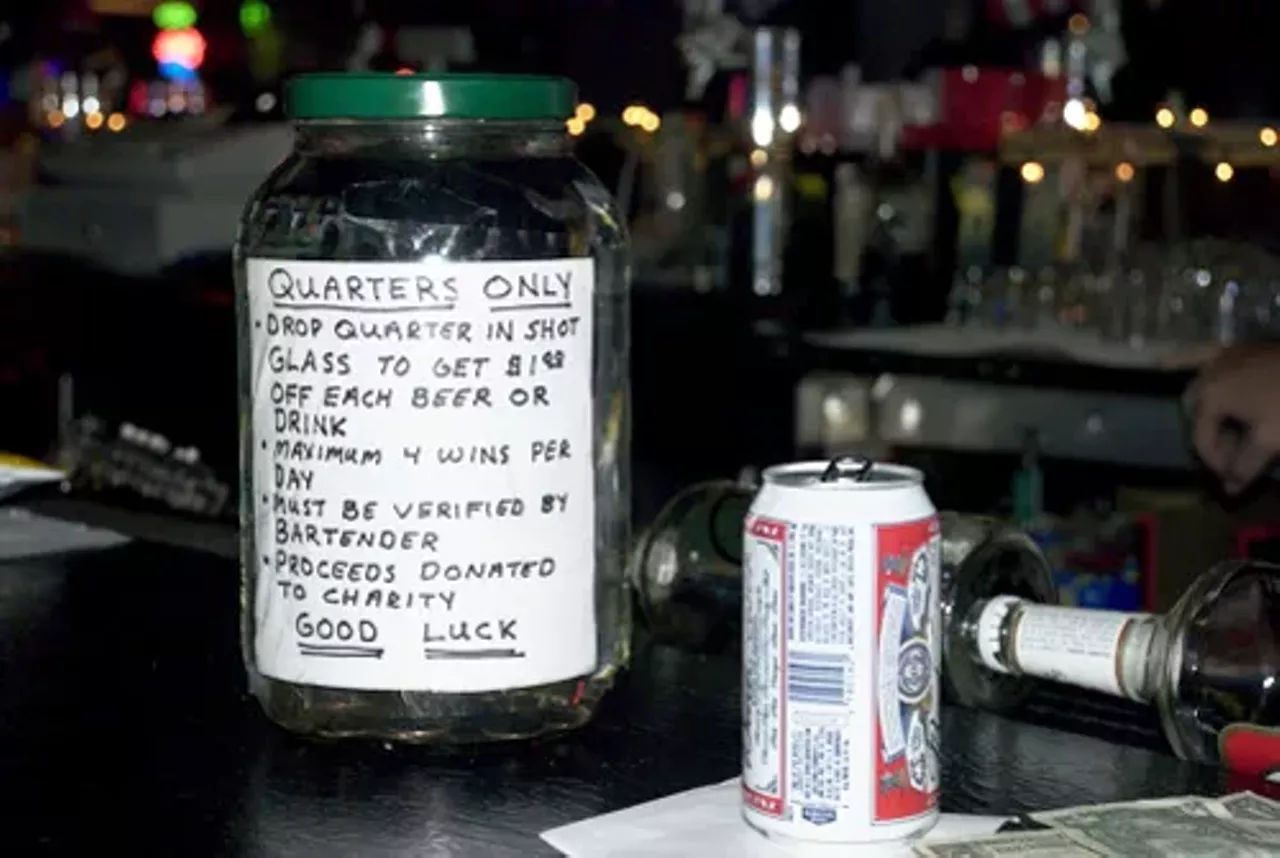 QUARTERS ONLY
• DROP QUARTER IN SHOT
GLASS TO GET $1.00
OFF EACH BEER OR
DRINK
• MAXIMUM 4 WINS PER
DAY
• MUST BE VERIFIED BY
BARTENDER
• PROCEEDS DONATED
TO CHARITY
GOOD LUCK